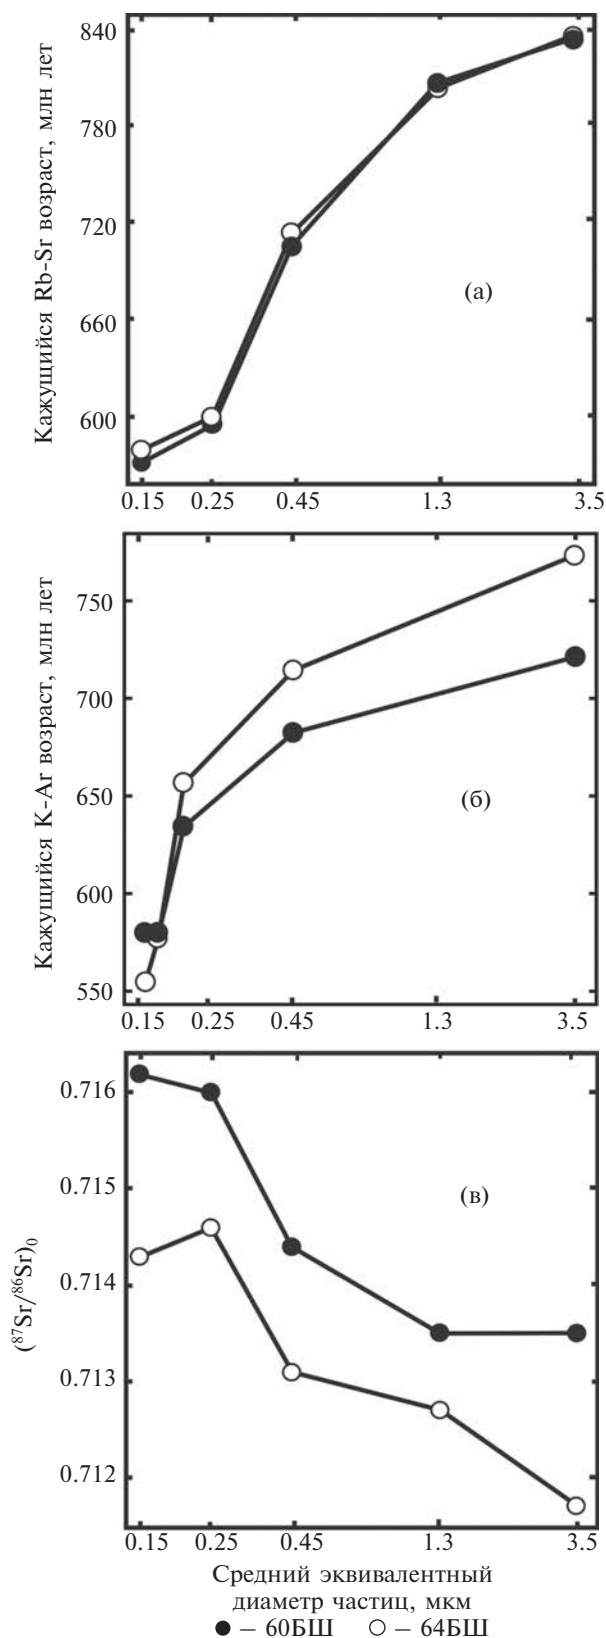 Кажущийся Rb-Sr возраст, млн лет
840
780
720
660
600
(а)
0.15 0.25 0.45 1.3 3.5
Кажущийся K-Ar возраст, млн лет
750
700
650
600
550
(б)
0.15 0.25 0.45 1.3 3.5
(⁸⁷Sr/⁸⁶Sr)₀
0.716
0.715
0.714
0.713
0.712
(в)
0.15 0.25 0.45 1.3 3.5
Средний эквивалентный
диаметр частиц, мкм
● – 60БШ ○ – 64БШ